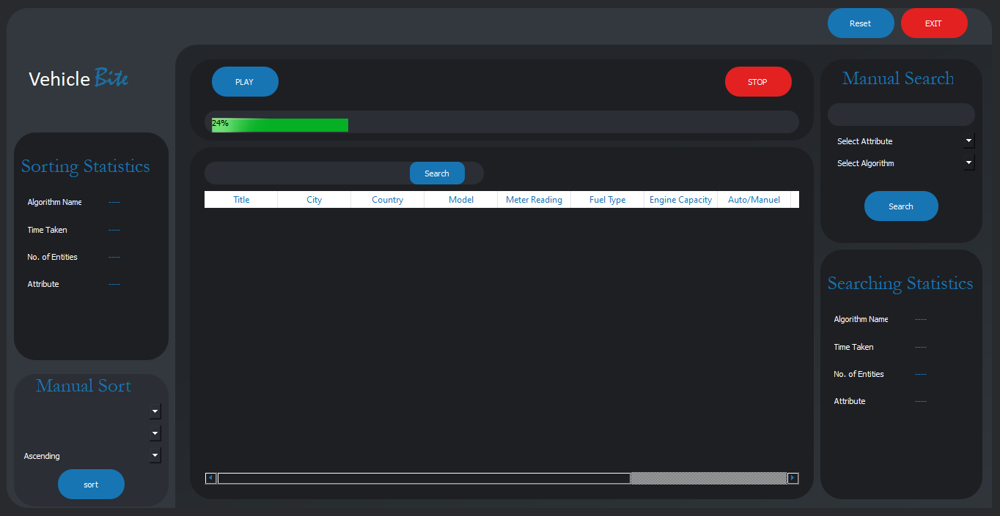 Reset
EXIT
Vehicle Bite
PLAY
STOP
24%
Manual Search
Select Attribute
Select Algorithm
Search
Sorting Statistics
Algorithm Name ----
Time Taken ----
No. of Entities ----
Attribute ----
Search
Title City Country Model Meter Reading Fuel Type Engine Capacity Auto/Manuel
Searching Statistics
Algorithm Name ----
Time Taken ----
No. of Entities ----
Attribute ----
Manual Sort
Ascending
sort